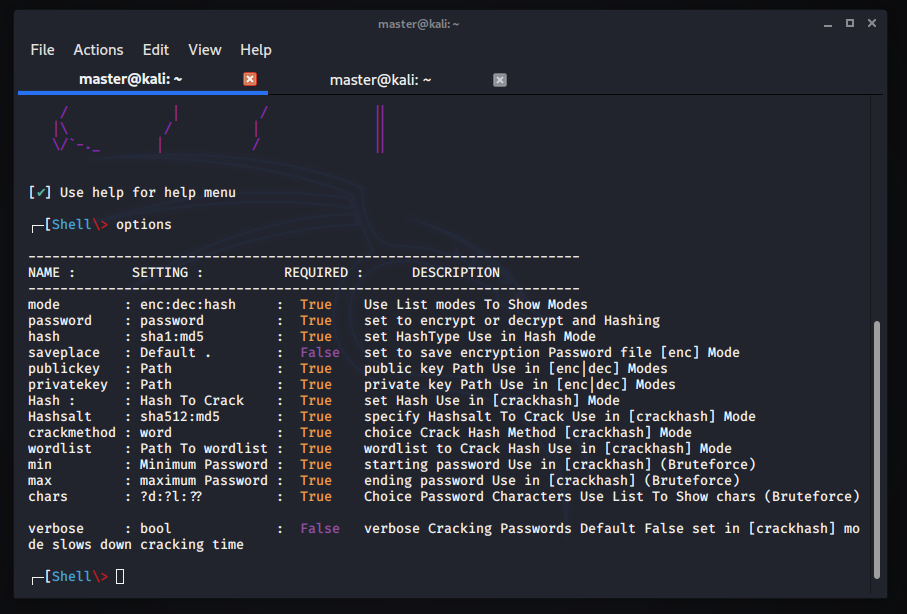 master@kali: ~
File Actions Edit View Help
master@kali: ~ master@kali: ~
[✔] Use help for help menu
┌─[Shell\> options
---------------------------------------------------------------------
NAME : SETTING : REQUIRED : DESCRIPTION
---------------------------------------------------------------------
mode : enc:dec:hash : True Use List modes To Show Modes
password : password : True set to encrypt or decrypt and Hashing
hash : sha1:md5 : True set HashType Use in Hash Mode
saveplace : Default . : False set to save encryption Password file [enc] Mode
publickey : Path : True public key Path Use in [enc|dec] Modes
privatekey : Path : True private key Path Use in [enc|dec] Modes
Hash : : Hash To Crack : True set Hash Use in [crackhash] Mode
Hashsalt : sha512:md5 : True specify Hashsalt To Crack Use in [crackhash] Mode
crackmethod : word : True choice Crack Hash Method [crackhash] Mode
wordlist : Path To wordlist : True wordlist to Crack Hash Use in [crackhash] Mode
min : Minimum Password : True starting password Use in [crackhash] (Bruteforce)
max : maximum Password : True ending password Use in [crackhash] (Bruteforce)
chars : ?d:?l:?? : True Choice Password Characters Use List To Show chars (Bruteforce)
verbose : bool : False verbose Cracking Passwords Default False set in [crackhash] mo
de slows down cracking time
┌─[Shell\>